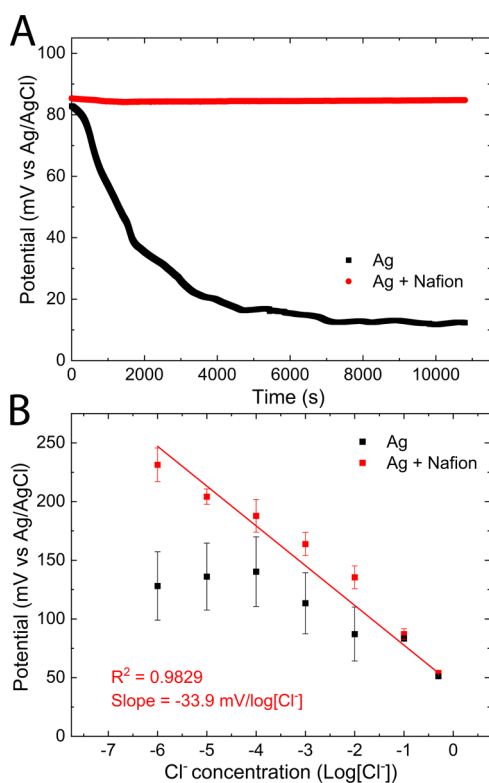 A
100
80
60
40
20
0
Potential (mV vs Ag/AgCl)
Ag
Ag + Nafion
0 2000 4000 6000 8000 10000
Time (s)
B
250
200
150
100
50
0
Potential (mV vs Ag/AgCl)
Ag
Ag + Nafion
R² = 0.9829
Slope = -33.9 mV/log[Cl⁻]
-7 -6 -5 -4 -3 -2 -1 0
Cl⁻ concentration (Log[Cl⁻])